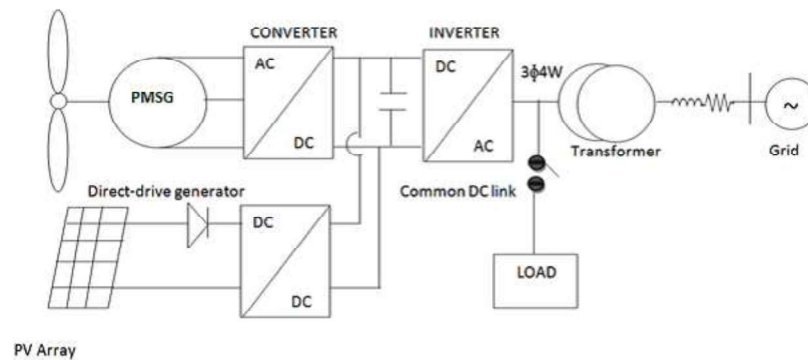 CONVERTER
INVERTER
AC
DC
DC
AC
PMSG
3ϕ4W
Transformer
~
Grid
Direct-drive generator
Common DC link
DC
DC
LOAD
PV Array